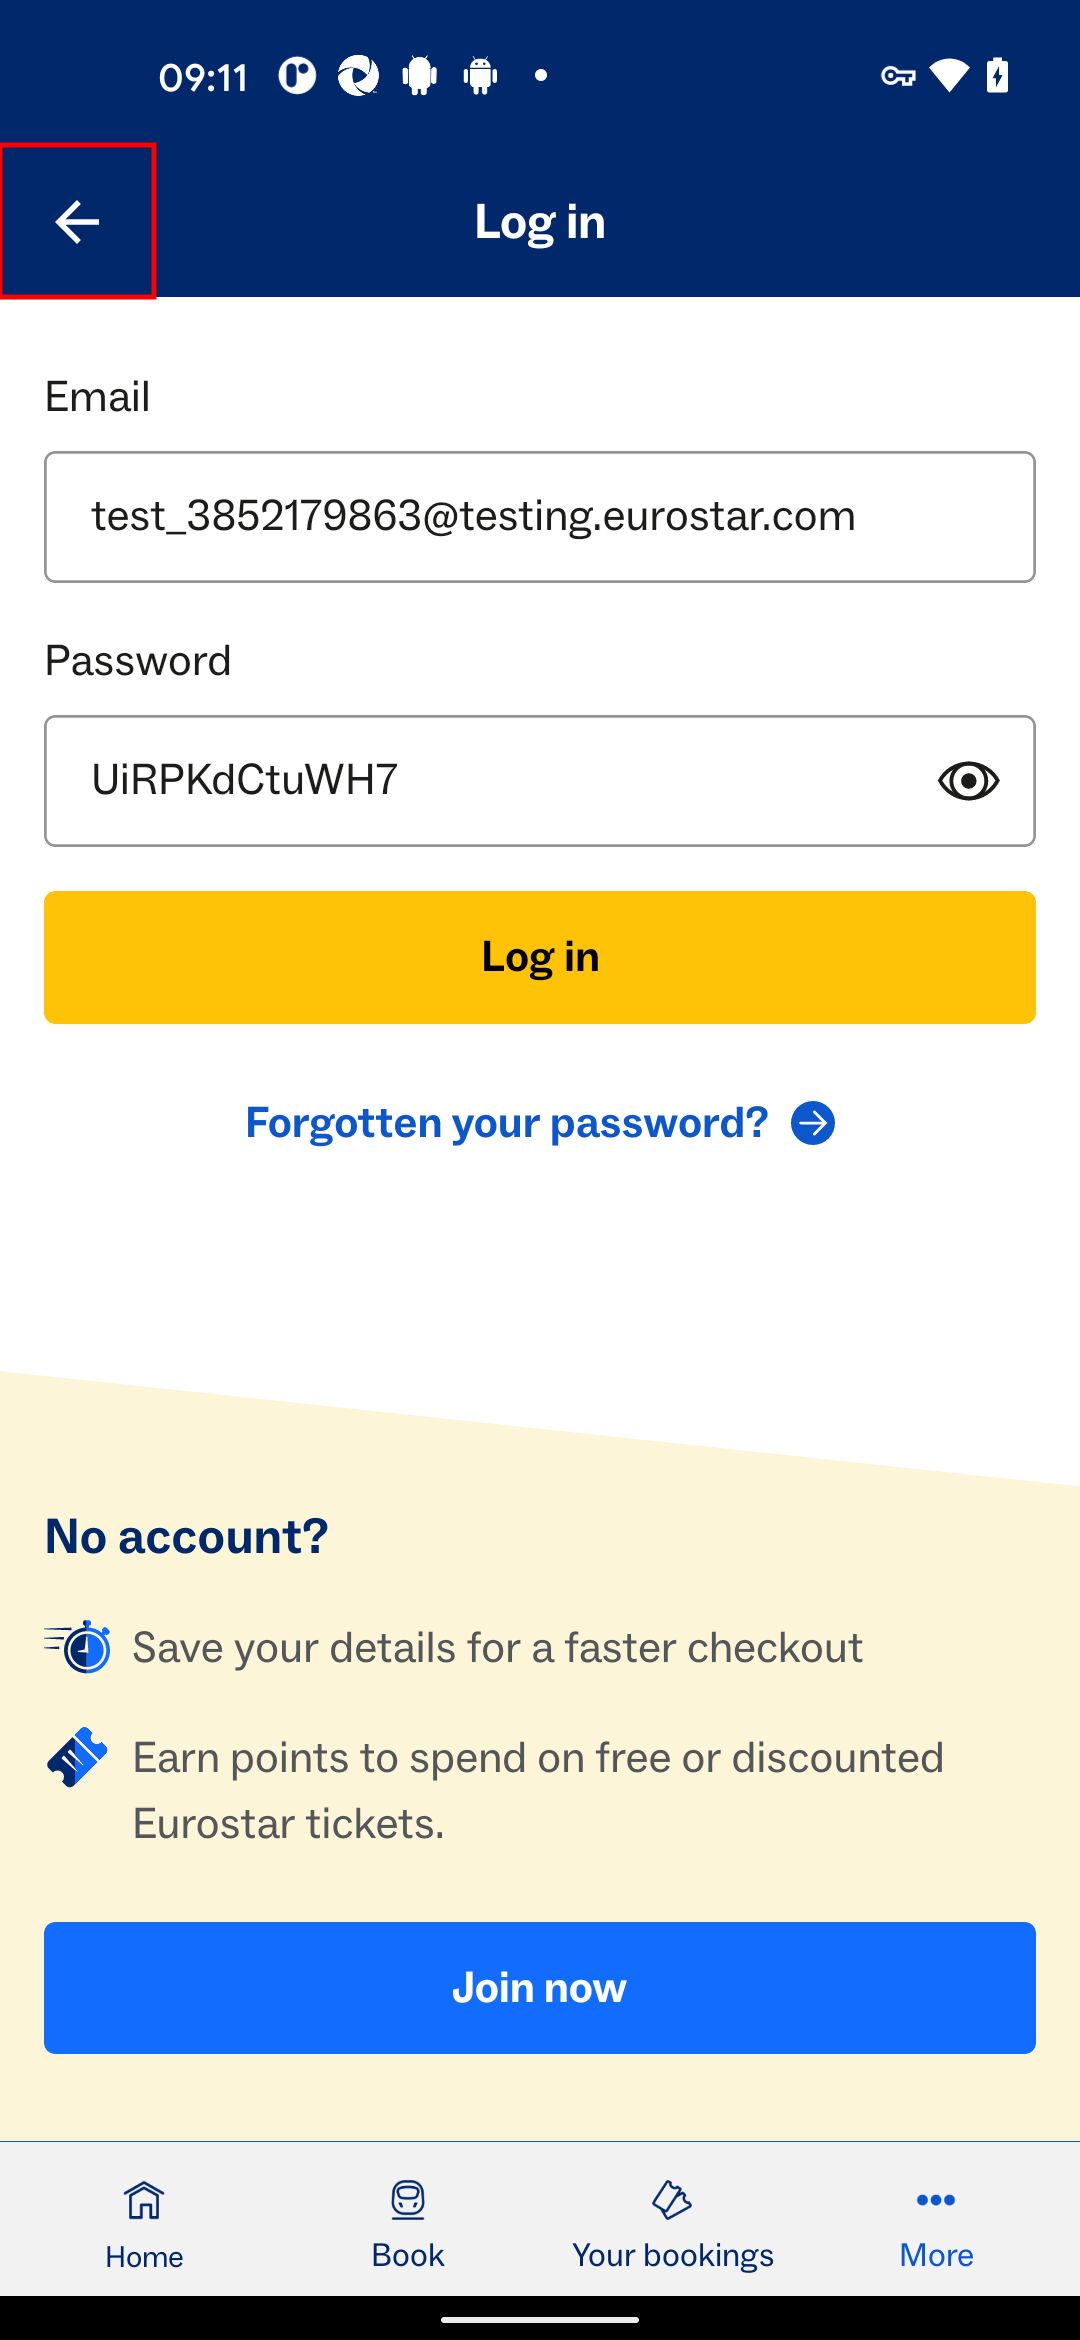 09:11
Log in
Email
test_3852179863@testing.eurostar.com
Password
UiRPKdCtuWH7
Log in
Forgotten your password?
No account?
Save your details for a faster checkout
Earn points to spend on free or discounted
Eurostar tickets.
Join now
Home
Book
Your bookings
More